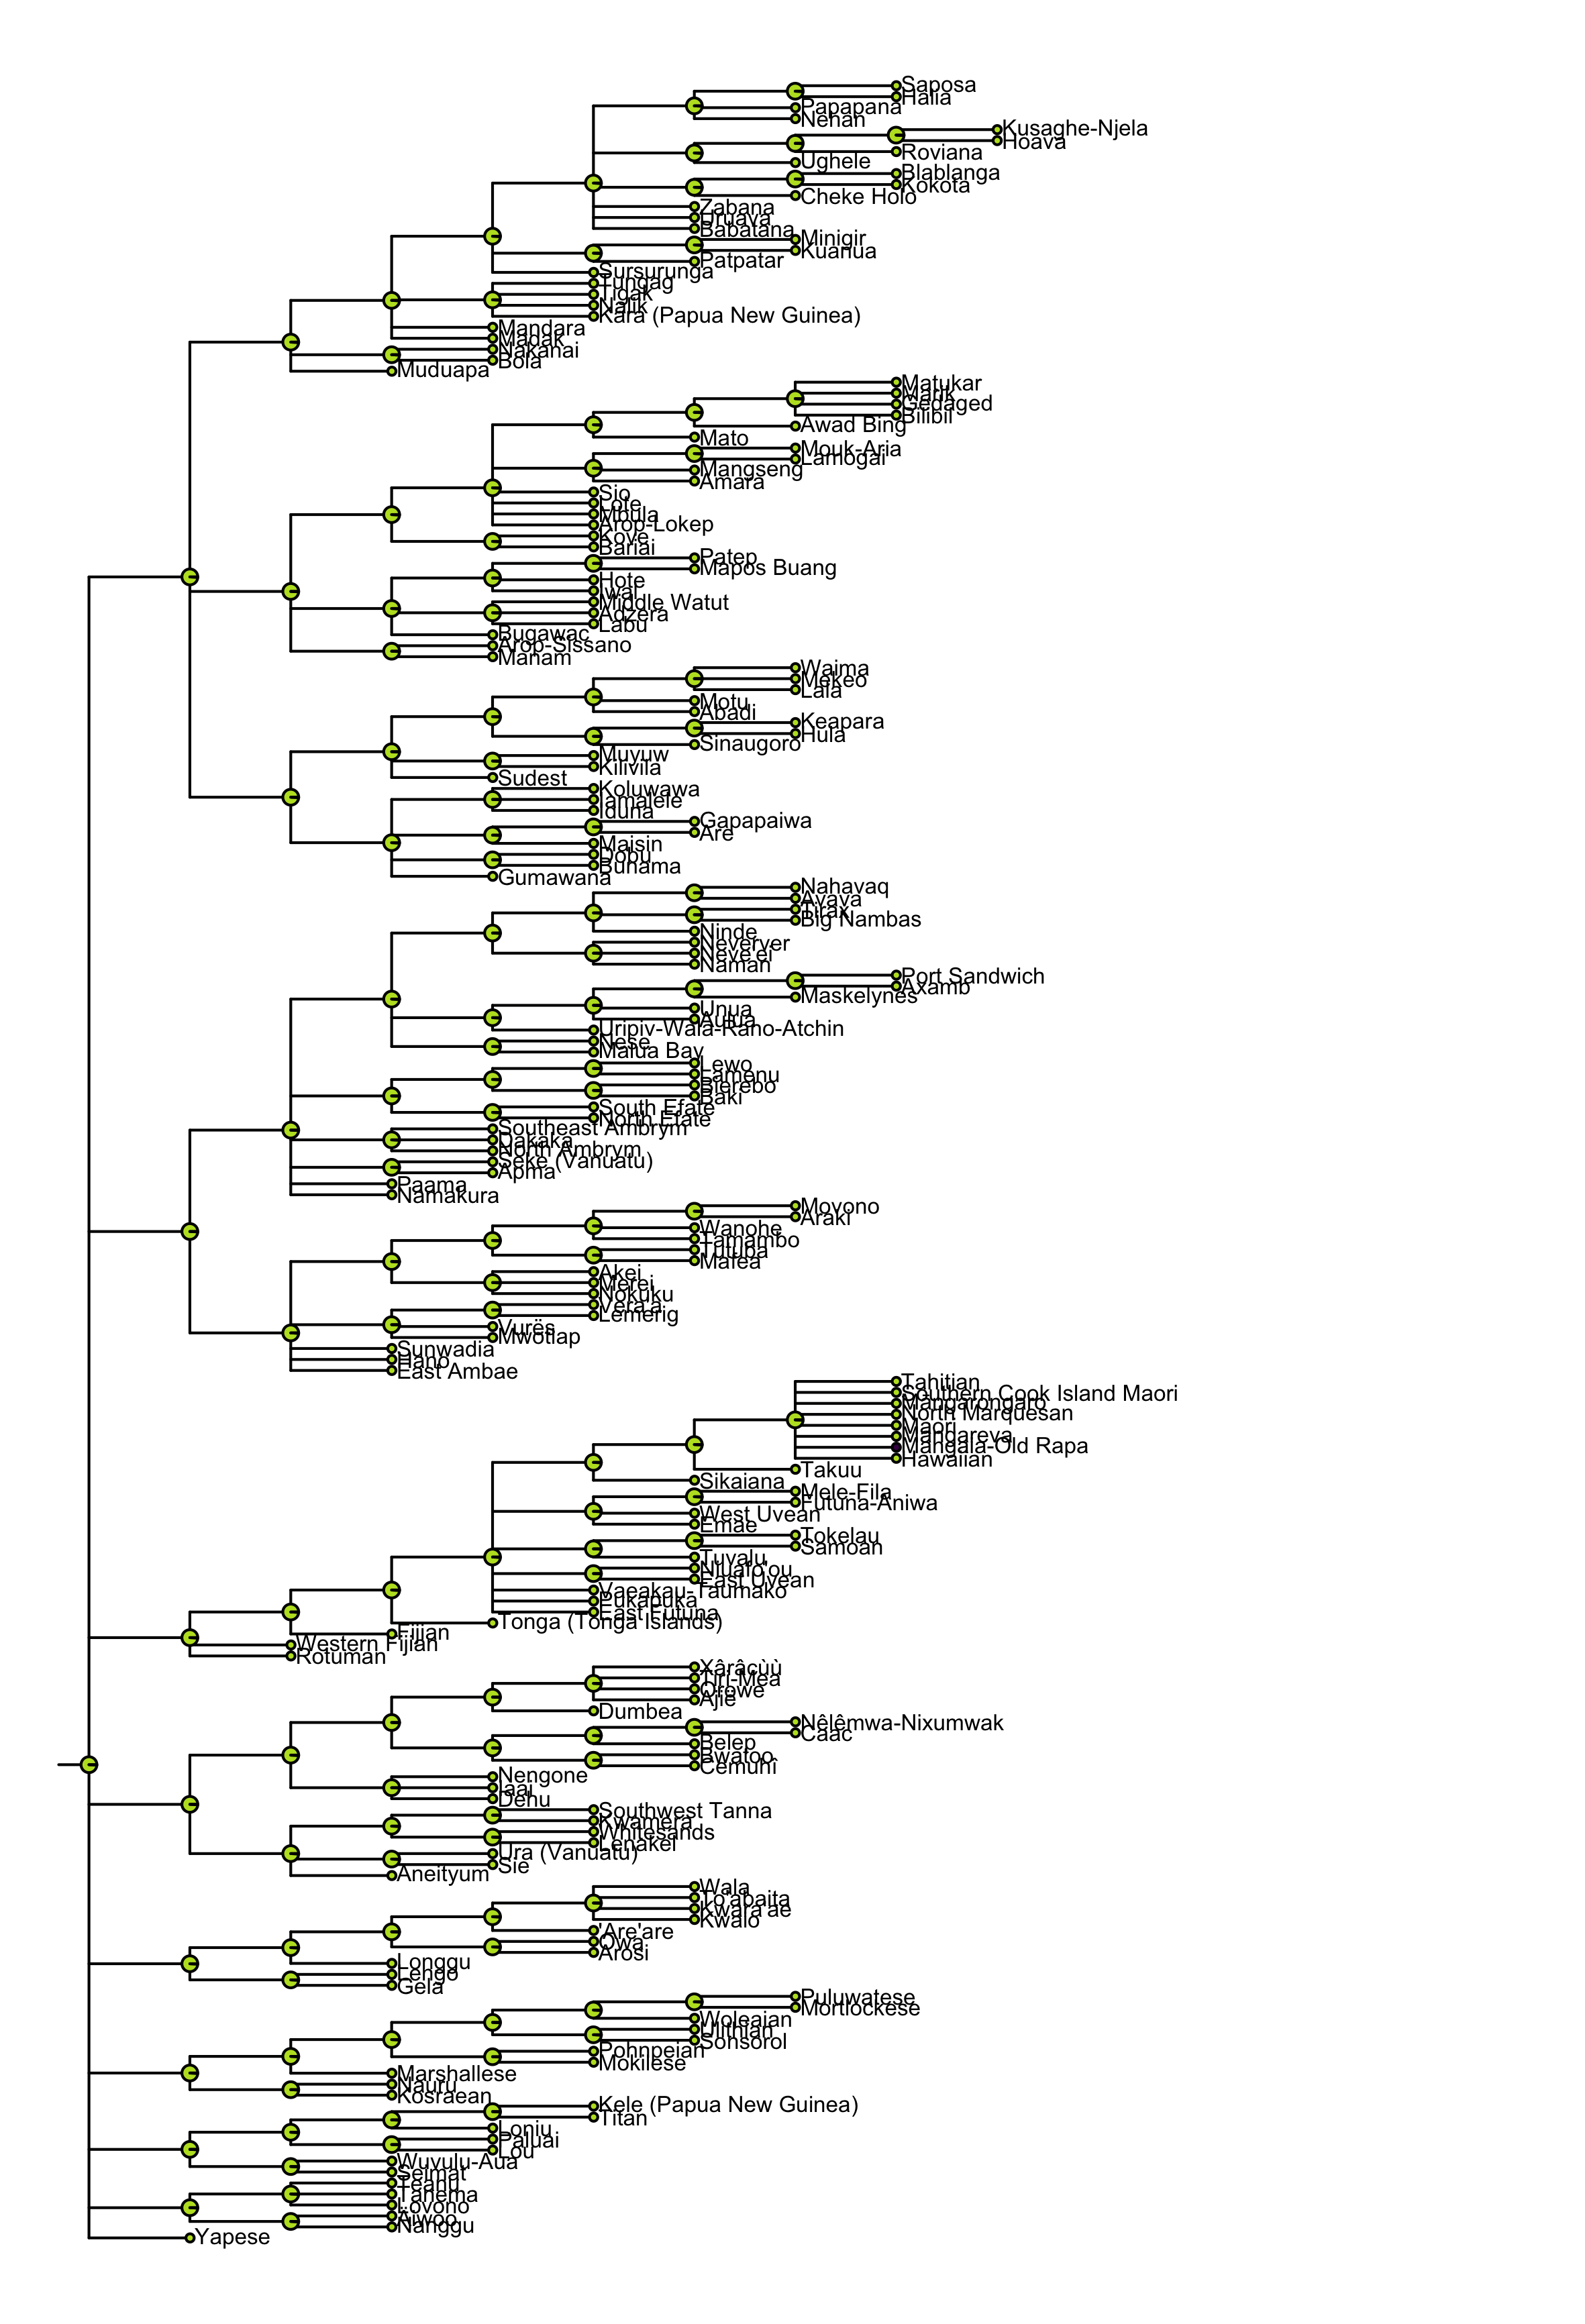 Saposa
Halia
Papapana
Nehan
Kusaghe-Njela
Hoava
Roviana
Ughele
Blablanga
Kokota
Cheke Holo
Zabana
Uruava
Babatana
Minigir
Kuanua
Patpatar
Sursurunga
Tungag
Tigak
Nalik
Kara (Papua New Guinea)
Mandara
Madak
Nakanai
Bola
Muduapa
Matukar
Marik
Gedaged
Bilibil
Awad Bing
Mato
Mouk-Aria
Lamogai
Mangseng
Amara
Sio
Lote
Mbula
Arop-Lokep
Kove
Bariai
Patep
Mapos Buang
Hote
Iwal
Middle Watut
Adzera
Labu
Bugawac
Arop-Sissano
Manam
Waima
Mekeo
Lala
Motu
Abadi
Keapara
Hula
Sinaugoro
Muyuw
Kilivila
Sudest
Koluwawa
Iamalele
Iduna
Gapapaiwa
Are
Maisin
Dobu
Bunama
Gumawana
Nahavaq
Avava
Tirax
Big Nambas
Ninde
Neverver
Neve'ei
Naman
Port Sandwich
Axamb
Maskelynes
Unua
Aulua
Uripiv-Wala-Rano-Atchin
Nese
Malua Bay
Lewo
Lamenu
Bierebo
Baki
South Efate
North Efate
Southeast Ambrym
Dakaka
North Ambrym
Seke (Vanuatu)
Apma
Paama
Namakura
Movono
Araki
Wanohe
Tamambo
Tutuba
Mafea
Akei
Merei
Nokuku
Vera'a
Lemerig
Vurës
Mwotlap
Sunwadia
Hano
East Ambae
Tahitian
Southern Cook Island Maori
Manparongaro
North Marquesan
Maori
Mangareva
Mangaia-Old Rapa
Hawaiian
Takuu
Sikaiana
Mele-Fila
Futuna-Aniwa
West Uvean
Emae
Tokelau
Samoan
Tuvalu
Niuafo'ou
East Uvean
Vaeakau-Taumako
Pukapuka
East Futuna
Tonga (Tonga Islands)
Fijian
Western Fijian
Rotuman
Xârâcùù
Tiri-Mea
Orowe
Ajië
Dumbea
Nêlêmwa-Nixumwak
Caac
Belep
Bwatoo
Cemuhî
Nengone
Iaai
Dehu
Southwest Tanna
Kwamera
Whitesands
Lenakel
Ura (Vanuatu)
Sie
Aneityum
Wala
To'abaita
Kwara'ae
Kwaio
'Are'are
Owa
Arosi
Longgu
Lengo
Gela
Puluwatese
Mortlockese
Woleaian
Ulithian
Sonsorol
Pohnpeian
Mokilese
Marshallese
Nauru
Kosraean
Kele (Papua New Guinea)
Titan
Loniu
Paluai
Lou
Wuvulu-Aua
Seimat
Teanu
Tanema
Lovono
Äiwoo
Nanggu
Yapese